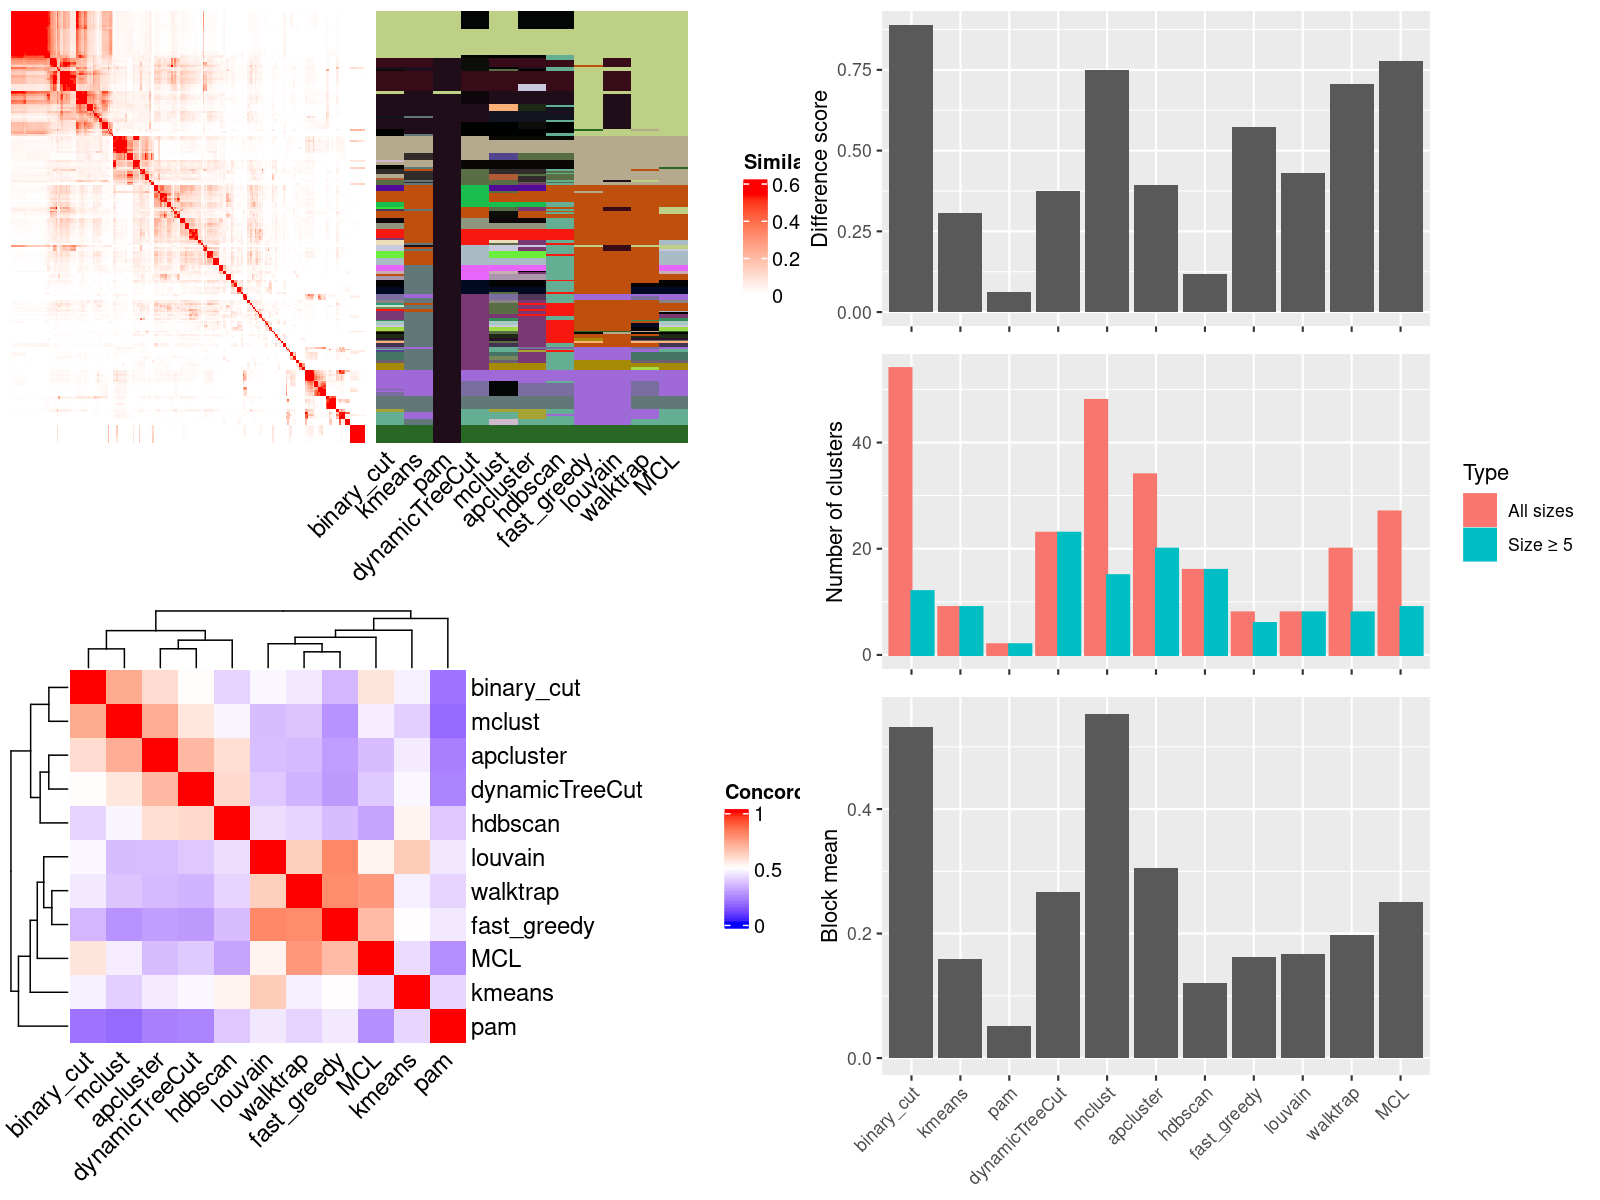 Simila
0.6
0.4
0.2
0
binary_cut
kmeans
pam
dynamicTreeCut
mclust
apcluster
hdbscan
fast_greedy
louvain
walktrap
MCL
Difference score
0.75
0.50
0.25
0.00
Number of clusters
40
20
0
Type
All sizes
Size ≥ 5
binary_cut
mclust
apcluster
dynamicTreeCut
hdbscan
louvain
walktrap
fast_greedy
MCL
kmeans
pam
binary_cut
mclust
apcluster
dynamicTreeCut
hdbscan
louvain
walktrap
fast_greedy
MCL
kmeans
pam
Concord
1
0.5
0
Block mean
0.4
0.2
0.0
binary_cut
kmeans
pam
dynamicTreeCut
mclust
apcluster
hdbscan
fast_greedy
louvain
walktrap
MCL